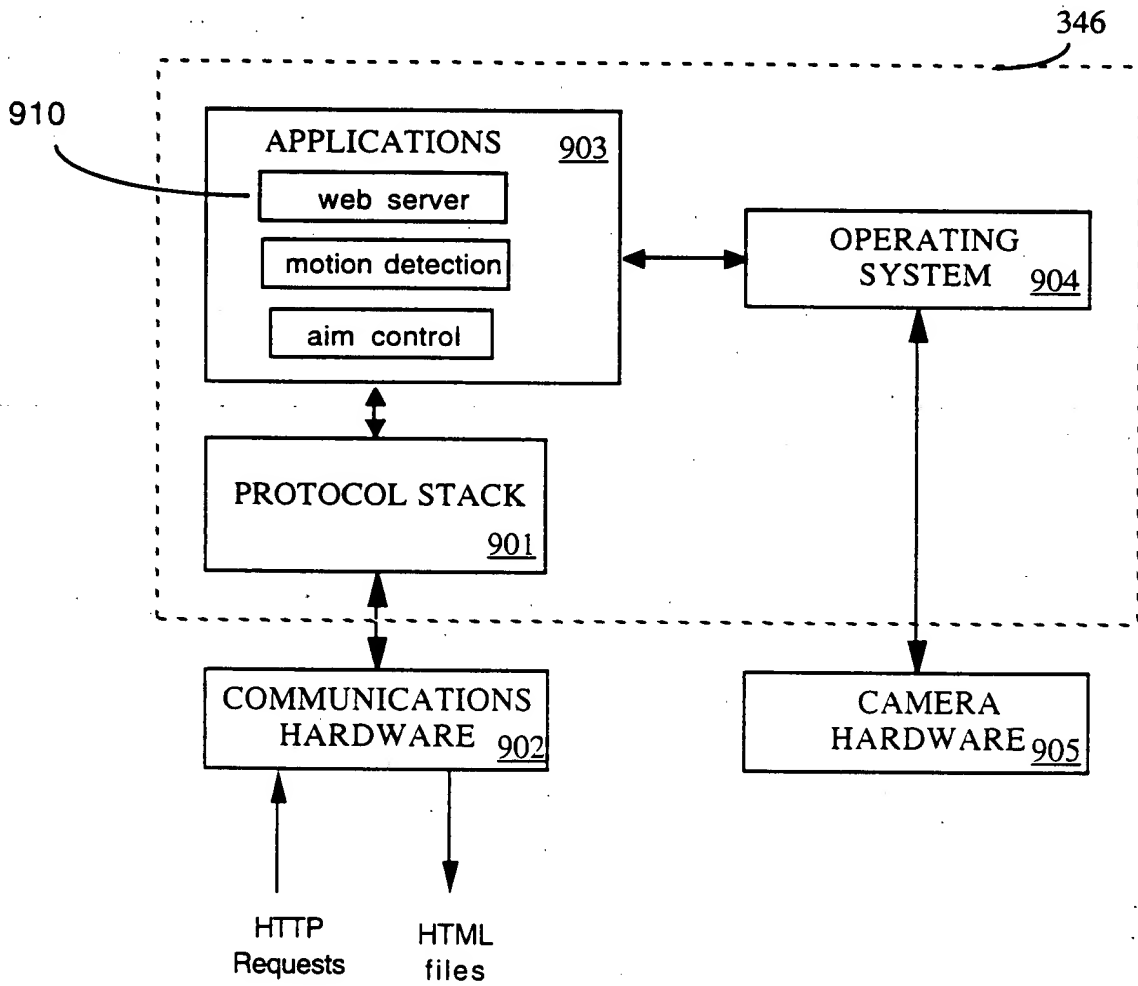 346
910
APPLICATIONS
903
web server
motion detection
aim control
OPERATING
SYSTEM
904
PROTOCOL STACK
901
COMMUNICATIONS
HARDWARE
902
CAMERA
HARDWARE
905
HTTP
Requests
HTML
files